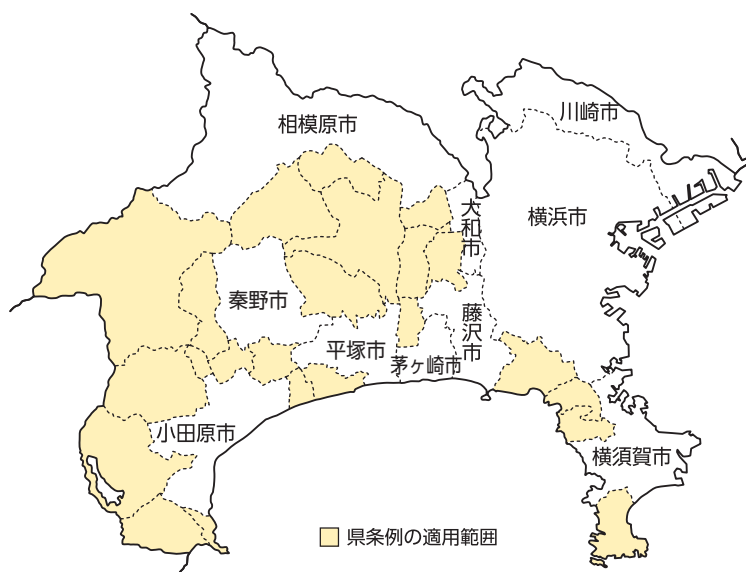 川崎市
相模原市
横浜市
大和市
秦野市
藤沢市
平塚市
茅ヶ崎市
小田原市
横須賀市
県条例の適用範囲